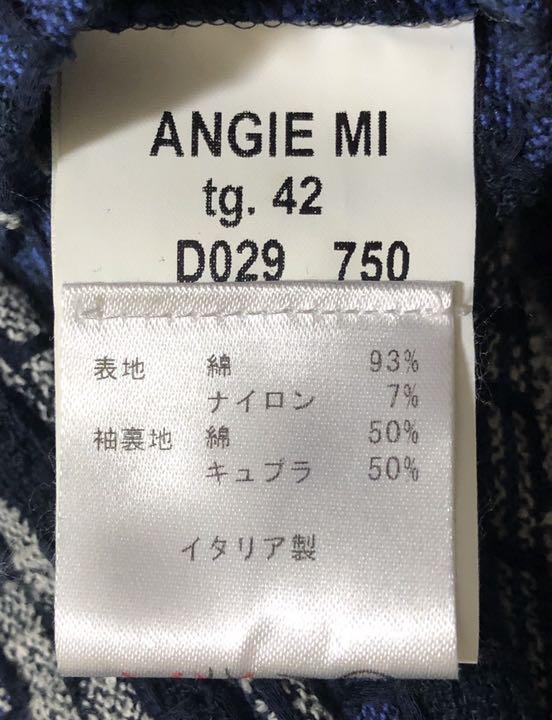 ANGIE MI
tg. 42
D029 750
表地 綿 93%
ナイロン 7%
袖裏地 綿 50%
キュプラ 50%
イタリア製